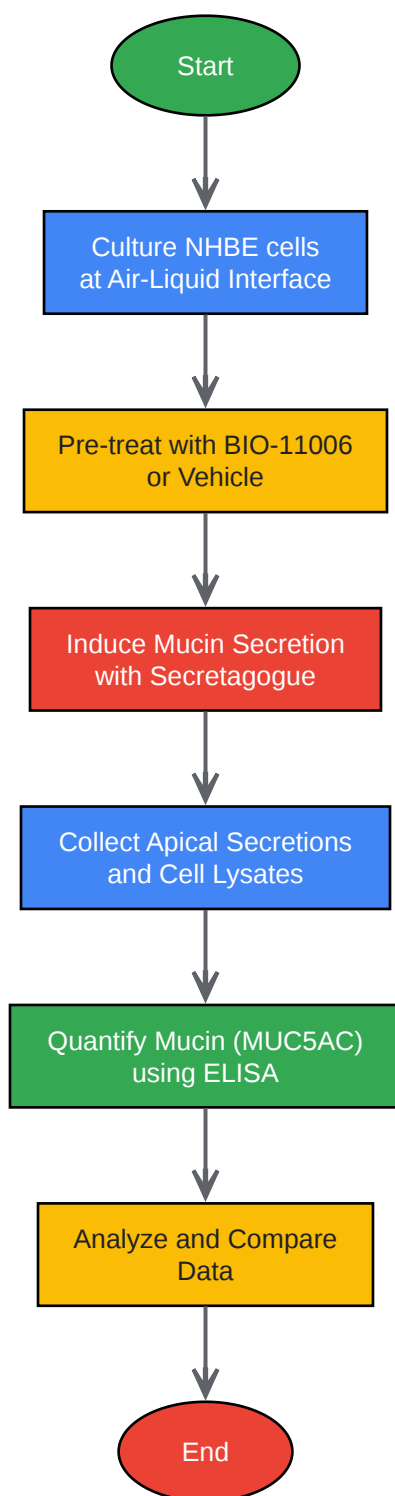 Start
Culture NHBE cells
at Air-Liquid Interface
Pre-treat with BIO-11006
or Vehicle
Induce Mucin Secretion
with Secretagogue
Collect Apical Secretions
and Cell Lysates
Quantify Mucin (MUC5AC)
using ELISA
Analyze and Compare
Data
End